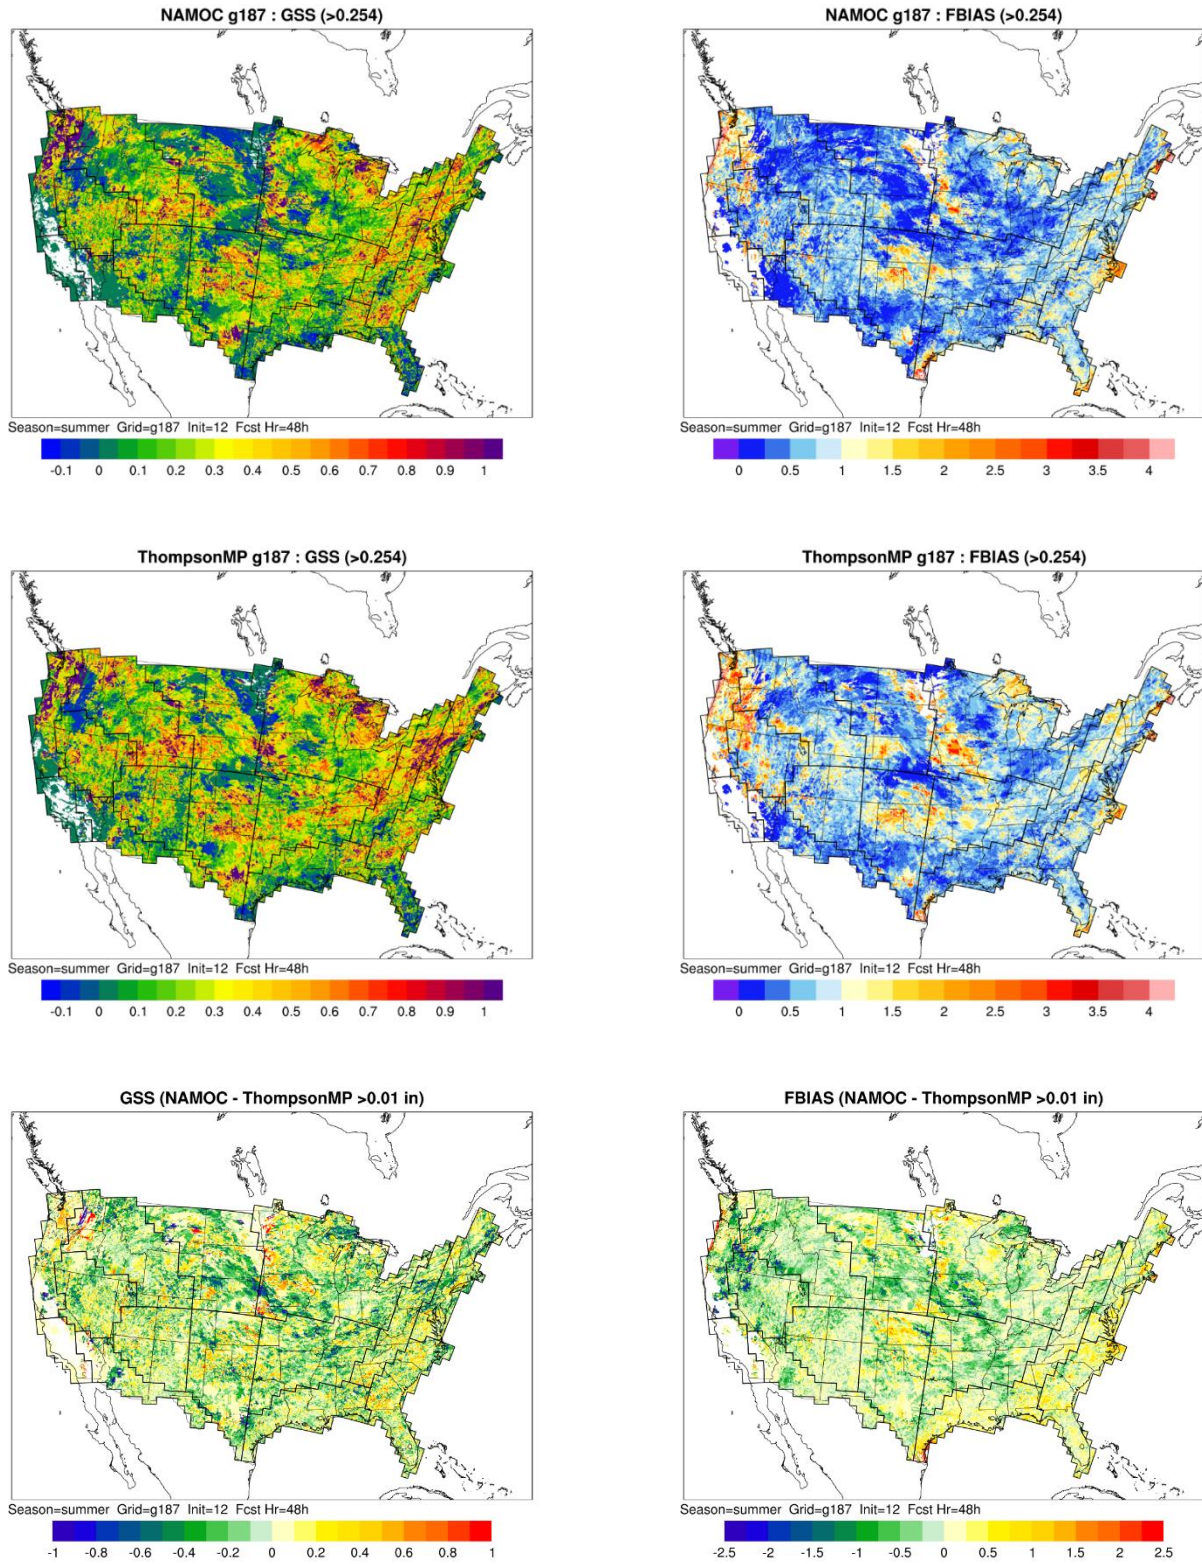 NAMOC g187 : GSS (>0.254)
NAMOC g187 : FBIAS (>0.254)
Season=summer Grid=g187 Init=12 Fcst Hr=48h
Season=summer Grid=g187 Init=12 Fcst Hr=48h
-0.1 0 0.1 0.2 0.3 0.4 0.5 0.6 0.7 0.8 0.9 1
0 0.5 1 1.5 2 2.5 3 3.5 4
ThompsonMP g187 : GSS (>0.254)
ThompsonMP g187 : FBIAS (>0.254)
Season=summer Grid=g187 Init=12 Fcst Hr=48h
Season=summer Grid=g187 Init=12 Fcst Hr=48h
-0.1 0 0.1 0.2 0.3 0.4 0.5 0.6 0.7 0.8 0.9 1
0 0.5 1 1.5 2 2.5 3 3.5 4
GSS (NAMOC - ThompsonMP >0.01 in)
FBIAS (NAMOC - ThompsonMP >0.01 in)
Season=summer Grid=g187 Init=12 Fcst Hr=48h
Season=summer Grid=g187 Init=12 Fcst Hr=48h
-1 -0.8 -0.6 -0.4 -0.2 0 0.2 0.4 0.6 0.8 1
-2.5 -2 -1.5 -1 -0.5 0 0.5 1 1.5 2 2.5